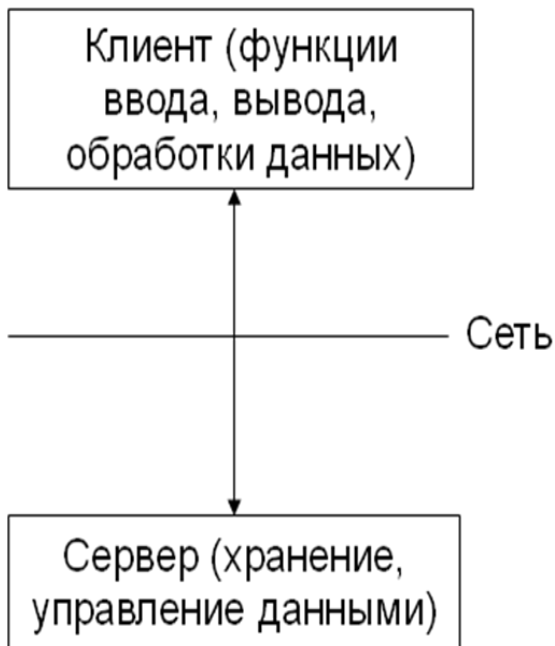 Клиент (функции
ввода, вывода,
обработки данных)
Сеть
Сервер (хранение,
управление данными)